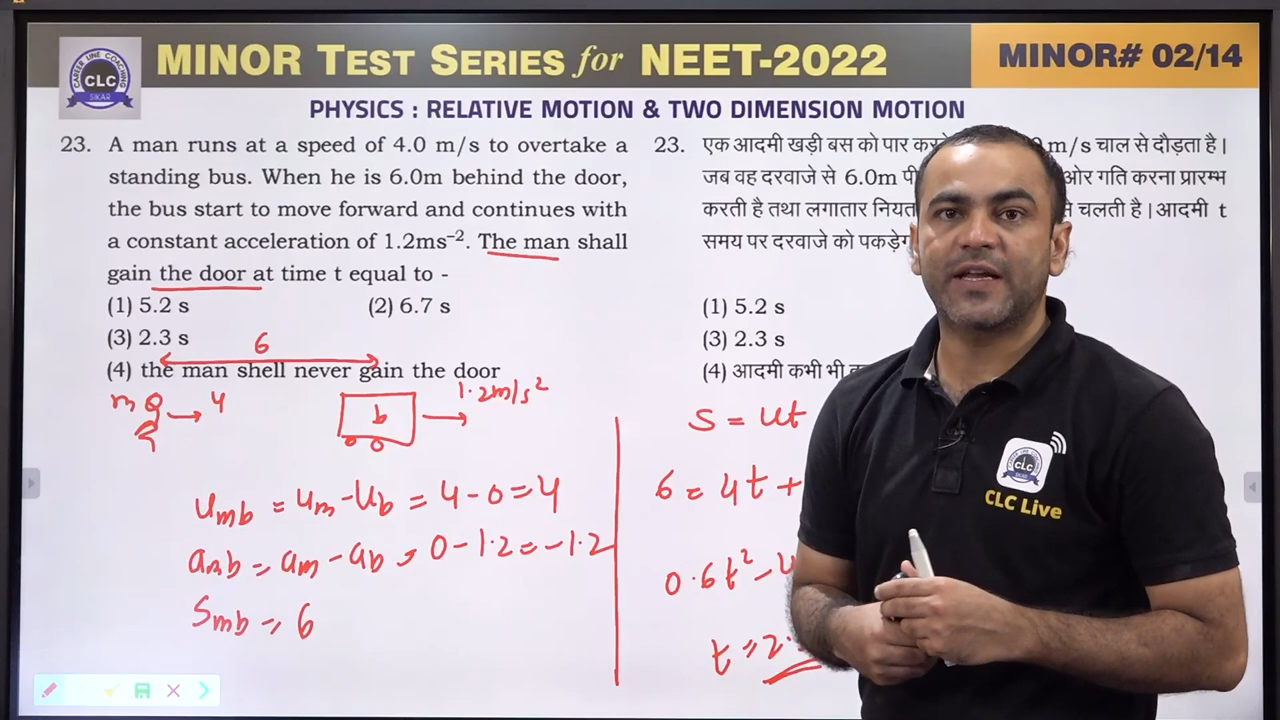 CAREER LINE COACHING
CLC
SIKAR
MINOR TEST SERIES for NEET-2022
MINOR# 02/14
PHYSICS : RELATIVE MOTION & TWO DIMENSION MOTION
23. A man runs at a speed of 4.0 m/s to overtake a
standing bus. When he is 6.0m behind the door,
the bus start to move forward and continues with
a constant acceleration of 1.2ms⁻². The man shall
gain the door at time t equal to -
(1) 5.2 s (2) 6.7 s
(3) 2.3 s
(4) the man shell never gain the door
6
m 4
b
1.2m/s²
umb = um - ub = 4 - 0 = 4
amb = am - ab = 0 - 1.2 = -1.2
Smb = 6
23. एक आदमी खड़ी बस को पार m/s चाल से दौड़ता है।
जब वह दरवाजे से 6.0m ओर गति करना प्रारम्भ
करती है तथा लगातार से चलती है। आदमी t
समय पर दरवाजे को
(1) 5.2 s
(3) 2.3 s
(4) आदमी कभी भी
S = ut
6 = 4t +
0.6t² -
t = 2.
CLC
CLC Live